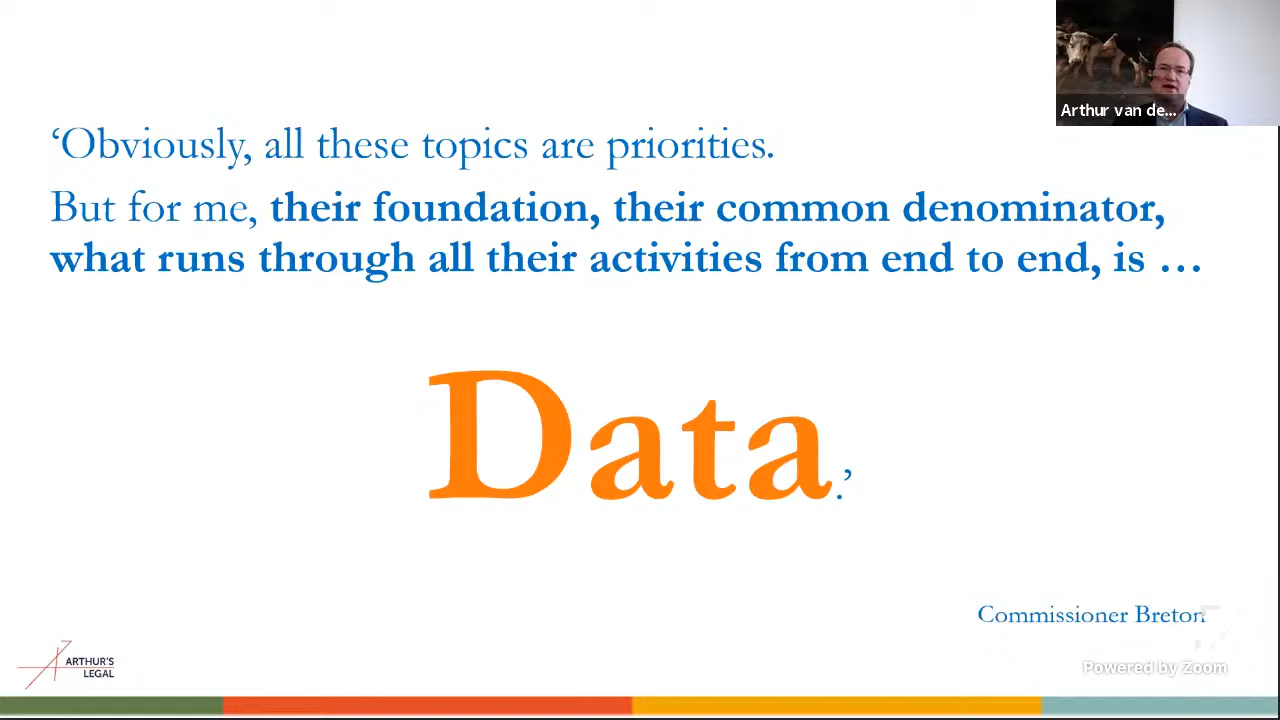 Arthur van de...
‘Obviously, all these topics are priorities.
But for me, their foundation, their common denominator,
what runs through all their activities from end to end, is …
Data.’
Commissioner Breton
ARTHUR'S
LEGAL
Powered by Zoom